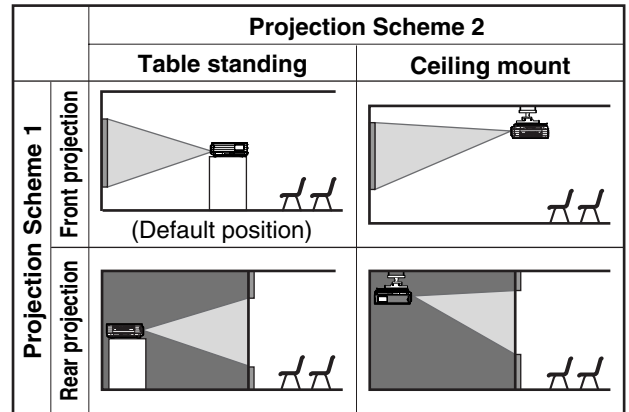 Projection Scheme 2
Table standing
Ceiling mount
Projection Scheme 1
Front projection
(Default position)
Rear projection